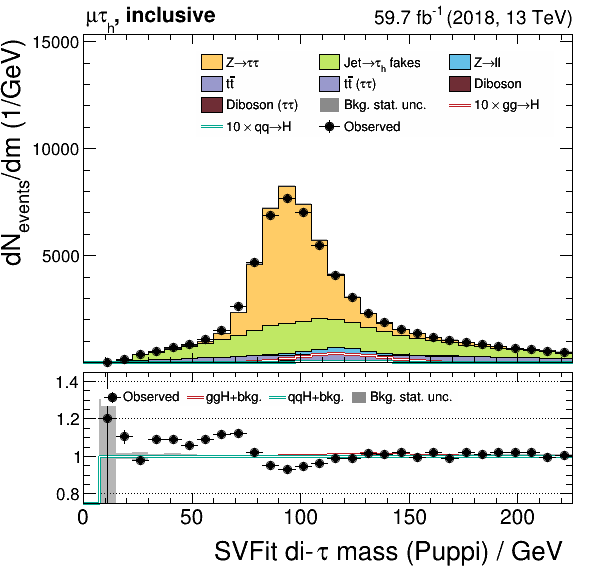 μτh, inclusive 59.7 fb⁻¹ (2018, 13 TeV)
dNevents/dm (1/GeV)
Z→ττ Jet→τh fakes Z→ll
tt̄ tt̄ (ττ) Diboson
Diboson (ττ) Bkg. stat. unc. 10 × gg→H
10 × qq→H Observed
15000
10000
5000
Observed ggH+bkg. qqH+bkg. Bkg. stat. unc.
1.4
1.2
1
0.8
0 50 100 150 200
SVFit di-τ mass (Puppi) / GeV